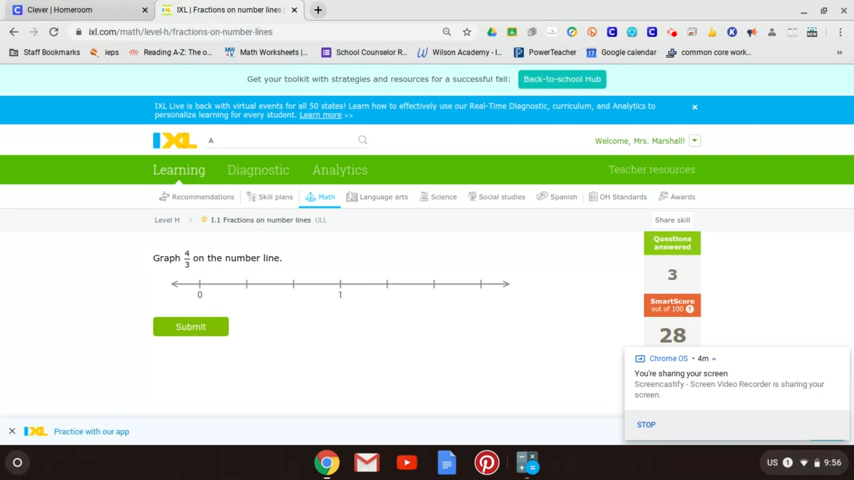 Clever | Homeroom
IXL | Fractions on number lines
ixl.com/math/level-h/fractions-on-number-lines
Staff Bookmarks ieps Reading A-Z: The o... Math Worksheets |... School Counselor R... Wilson Academy – I... PowerTeacher Google calendar common core work...
Get your toolkit with strategies and resources for a successful fall: Back-to-school Hub
IXL Live is back with virtual events for all 50 states! Learn how to effectively use our Real-Time Diagnostic, curriculum, and Analytics to
personalize learning for every student. Learn more >>
IXL A Welcome, Mrs. Marshall!
Learning Diagnostic Analytics Teacher resources
Recommendations Skill plans Math Language arts Science Social studies Spanish OH Standards Awards
Level H I.1 Fractions on number lines ULL Share skill
Questions
answered
3
Graph 4/3 on the number line.
0 1
Submit
SmartScore
out of 100 ?
28
Chrome OS • 4m
You're sharing your screen
Screencastify - Screen Video Recorder is sharing your
screen.
STOP
IXL Practice with our app
US 1 9:56